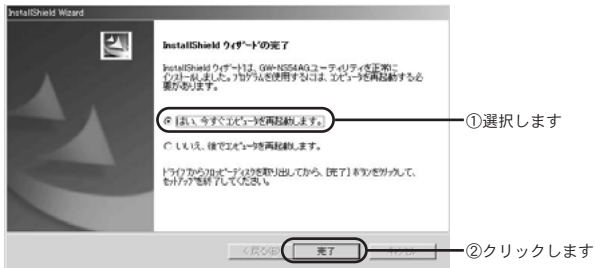 InstallShield Wizard
InstallShield ウィザードの完了
InstallShield ウィザードは、GW-NS54AGユーティリティを正常に
インストールしました。プログラムを使用するには、コンピュータを再起動する必
要があります。
はい、今すぐコンピュータを再起動します。
①選択します
いいえ、後でコンピュータを再起動します。
ドライブからフロッピーディスクを取り出してから、[完了] ボタンをクリックして、
セットアップを終了してください。
< 戻る(B)
完了
②クリックします